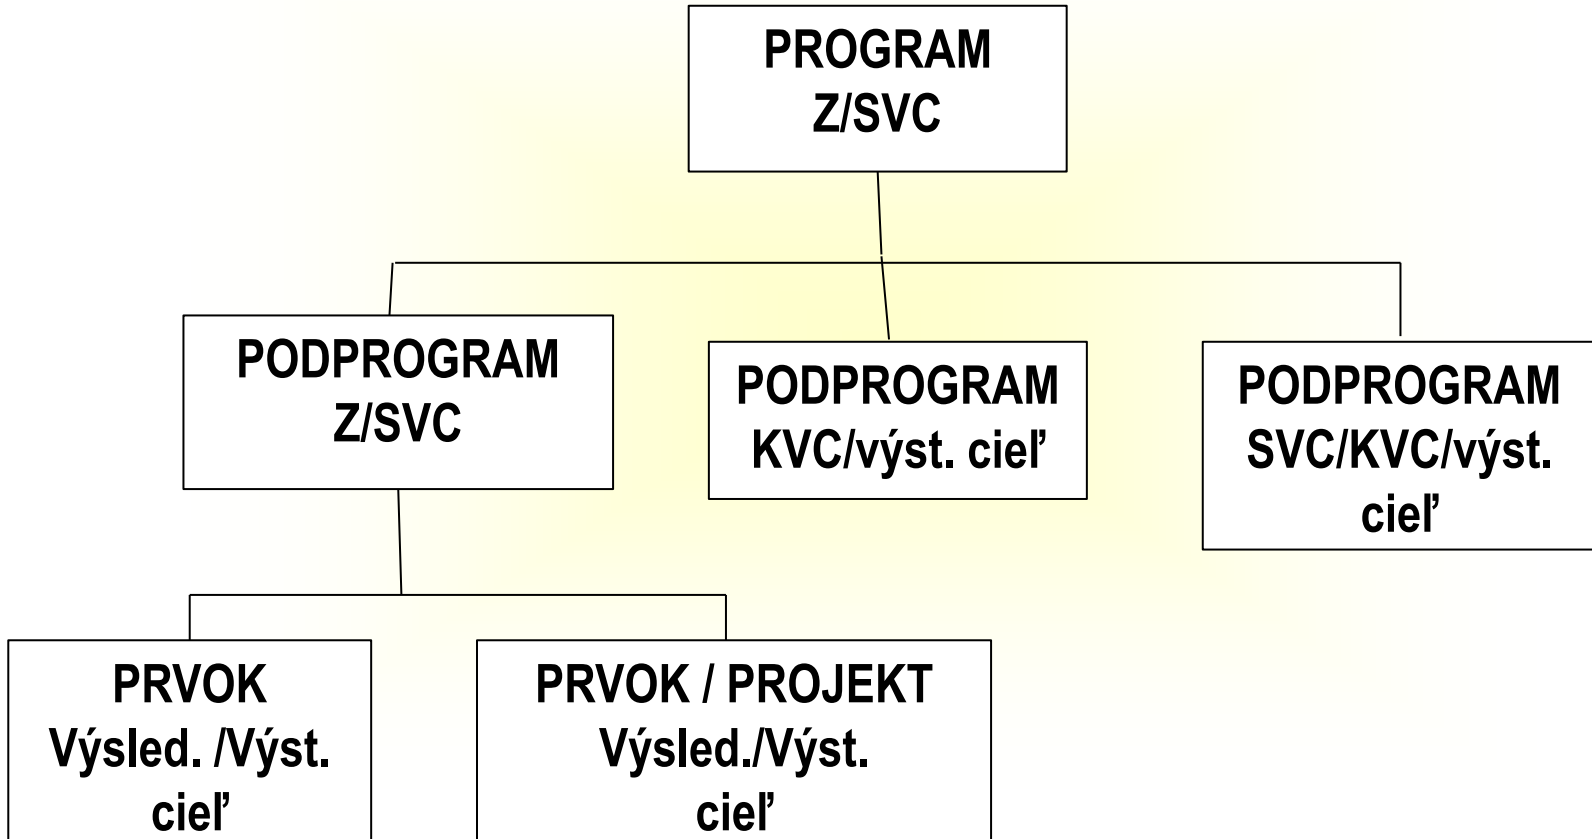 PROGRAM
Z/SVC
PODPROGRAM
Z/SVC
PODPROGRAM
KVC/výst. cieľ
PODPROGRAM
SVC/KVC/výst.
cieľ
PRVOK
Výsled. /Výst.
cieľ
PRVOK / PROJEKT
Výsled./Výst.
cieľ